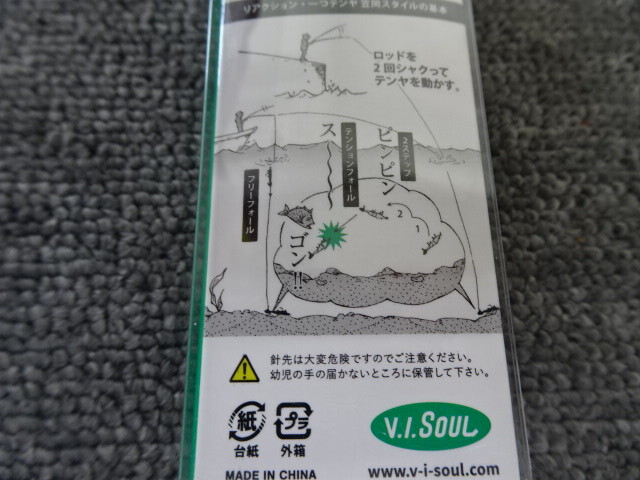 リアクション・一つテンヤ 笠間スタイルの基本
ロッドを
2回シャクって
テンヤを動かす。
2ステップ
ピンピン
テンションフォール
ス
フリーフォール
2
1
ゴン!!
針先は大変危険ですのでご注意ください。
幼児の手の届かないところに保管して下さい。
紙
プラ
台紙
外箱
V.I.SOUL
MADE IN CHINA
www.v-i-soul.com